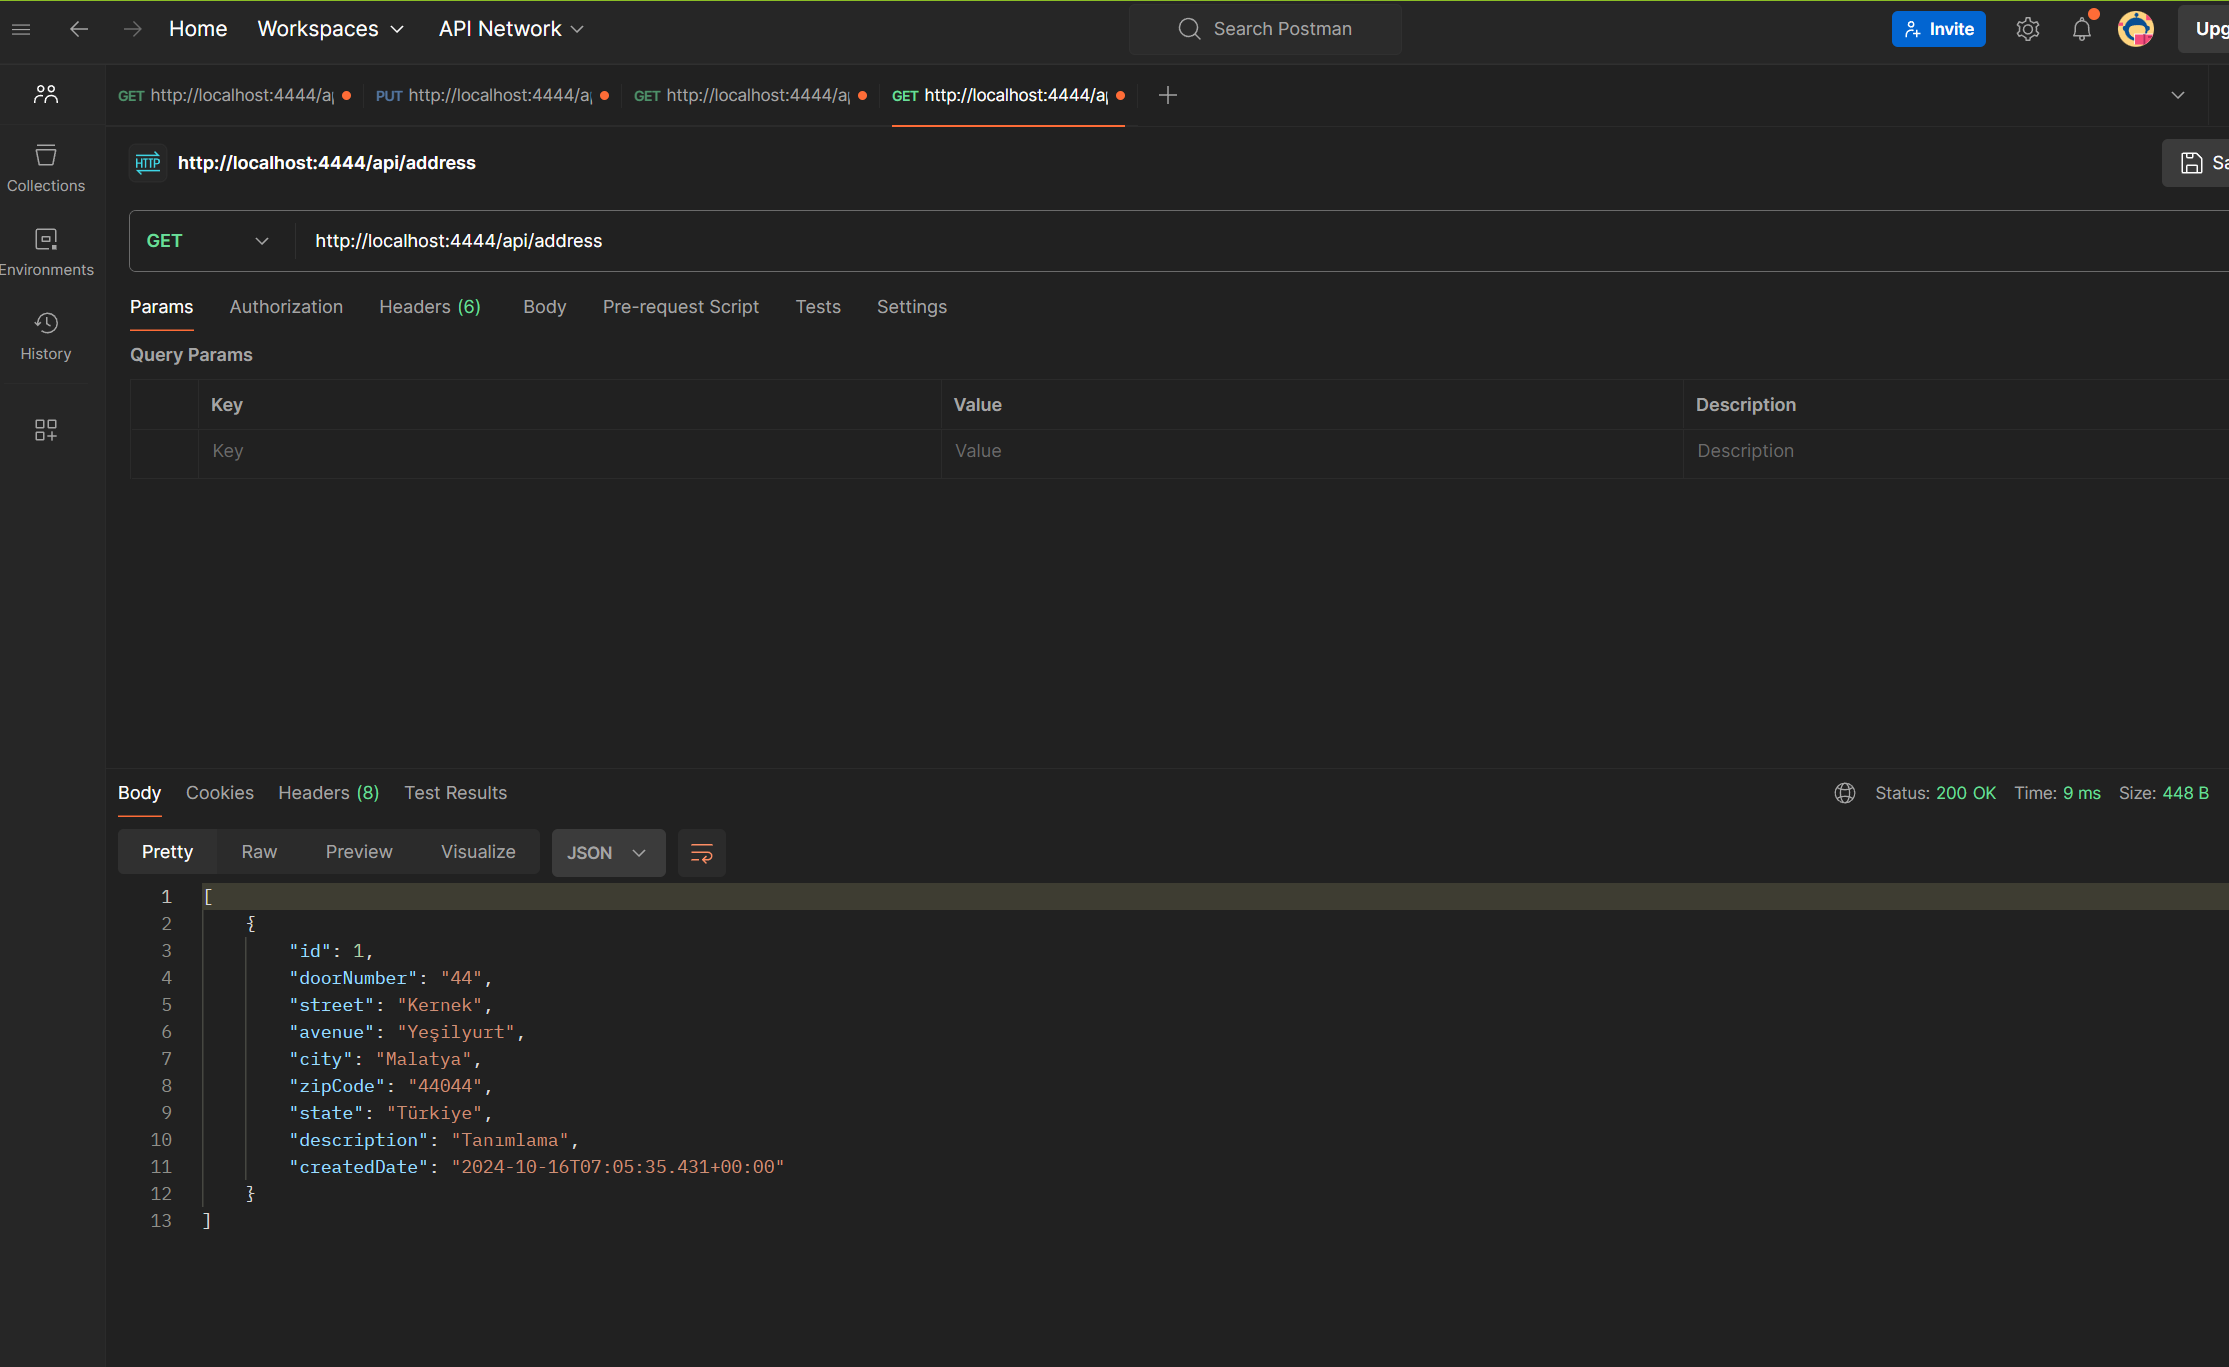 Home Workspaces API Network Search Postman Invite Upg
GET http://localhost:4444/a PUT http://localhost:4444/a GET http://localhost:4444/a GET http://localhost:4444/a
HTTP http://localhost:4444/api/address Sa
GET http://localhost:4444/api/address
Collections
Environments
History
Params Authorization Headers (6) Body Pre-request Script Tests Settings
Query Params
Key Value Description
Key Value Description
Body Cookies Headers (8) Test Results Status: 200 OK Time: 9 ms Size: 448 B
Pretty Raw Preview Visualize JSON
1 [
2 {
3 "id": 1,
4 "doorNumber": "44",
5 "street": "Kernek",
6 "avenue": "Yeşilyurt",
7 "city": "Malatya",
8 "zipCode": "44044",
9 "state": "Türkiye",
10 "description": "Tanımlama",
11 "createdDate": "2024-10-16T07:05:35.431+00:00"
12 }
13 ]